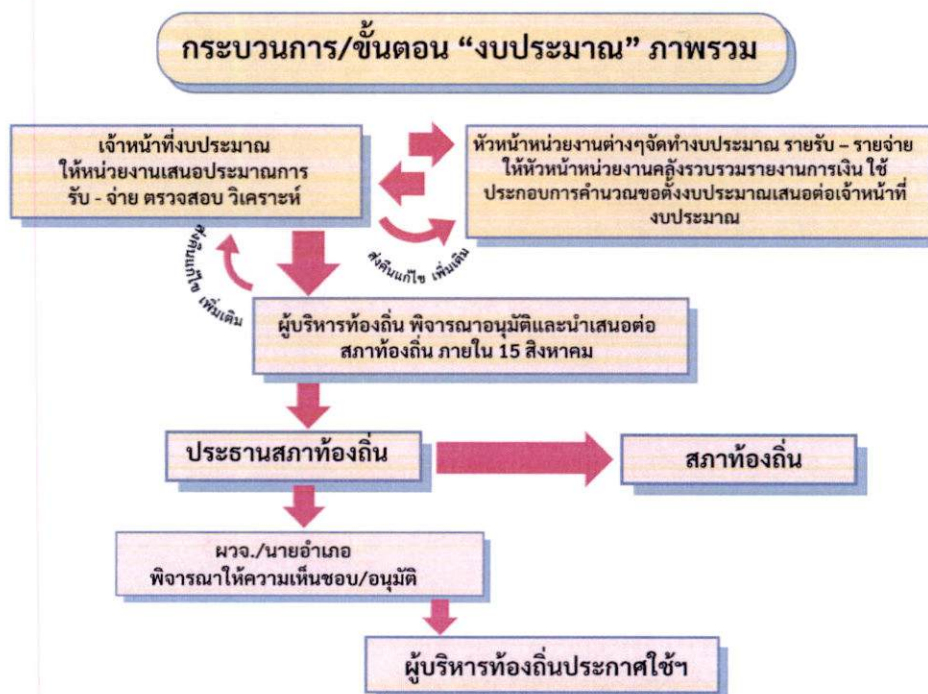 กระบวนการ/ขั้นตอน “งบประมาณ” ภาพรวม
เจ้าหน้าที่งบประมาณ
ให้หน่วยงานเสนอประมาณการ
รับ - จ่าย ตรวจสอบ วิเคราะห์
หัวหน้าหน่วยงานต่างๆจัดทำงบประมาณ รายรับ – รายจ่าย
ให้หัวหน้าหน่วยงานคลังรวบรวมรายงานการเงิน ใช้
ประกอบการคำนวณขอตั้งงบประมาณเสนอต่อเจ้าหน้าที่
งบประมาณ
ส่งคืนแก้ไข เพิ่มเติม
ส่งคืนแก้ไข เพิ่มเติม
ผู้บริหารท้องถิ่น พิจารณาอนุมัติและนำเสนอต่อ
สภาท้องถิ่น ภายใน 15 สิงหาคม
ประธานสภาท้องถิ่น
สภาท้องถิ่น
ผวจ./นายอำเภอ
พิจารณาให้ความเห็นชอบ/อนุมัติ
ผู้บริหารท้องถิ่นประกาศใช้ฯ